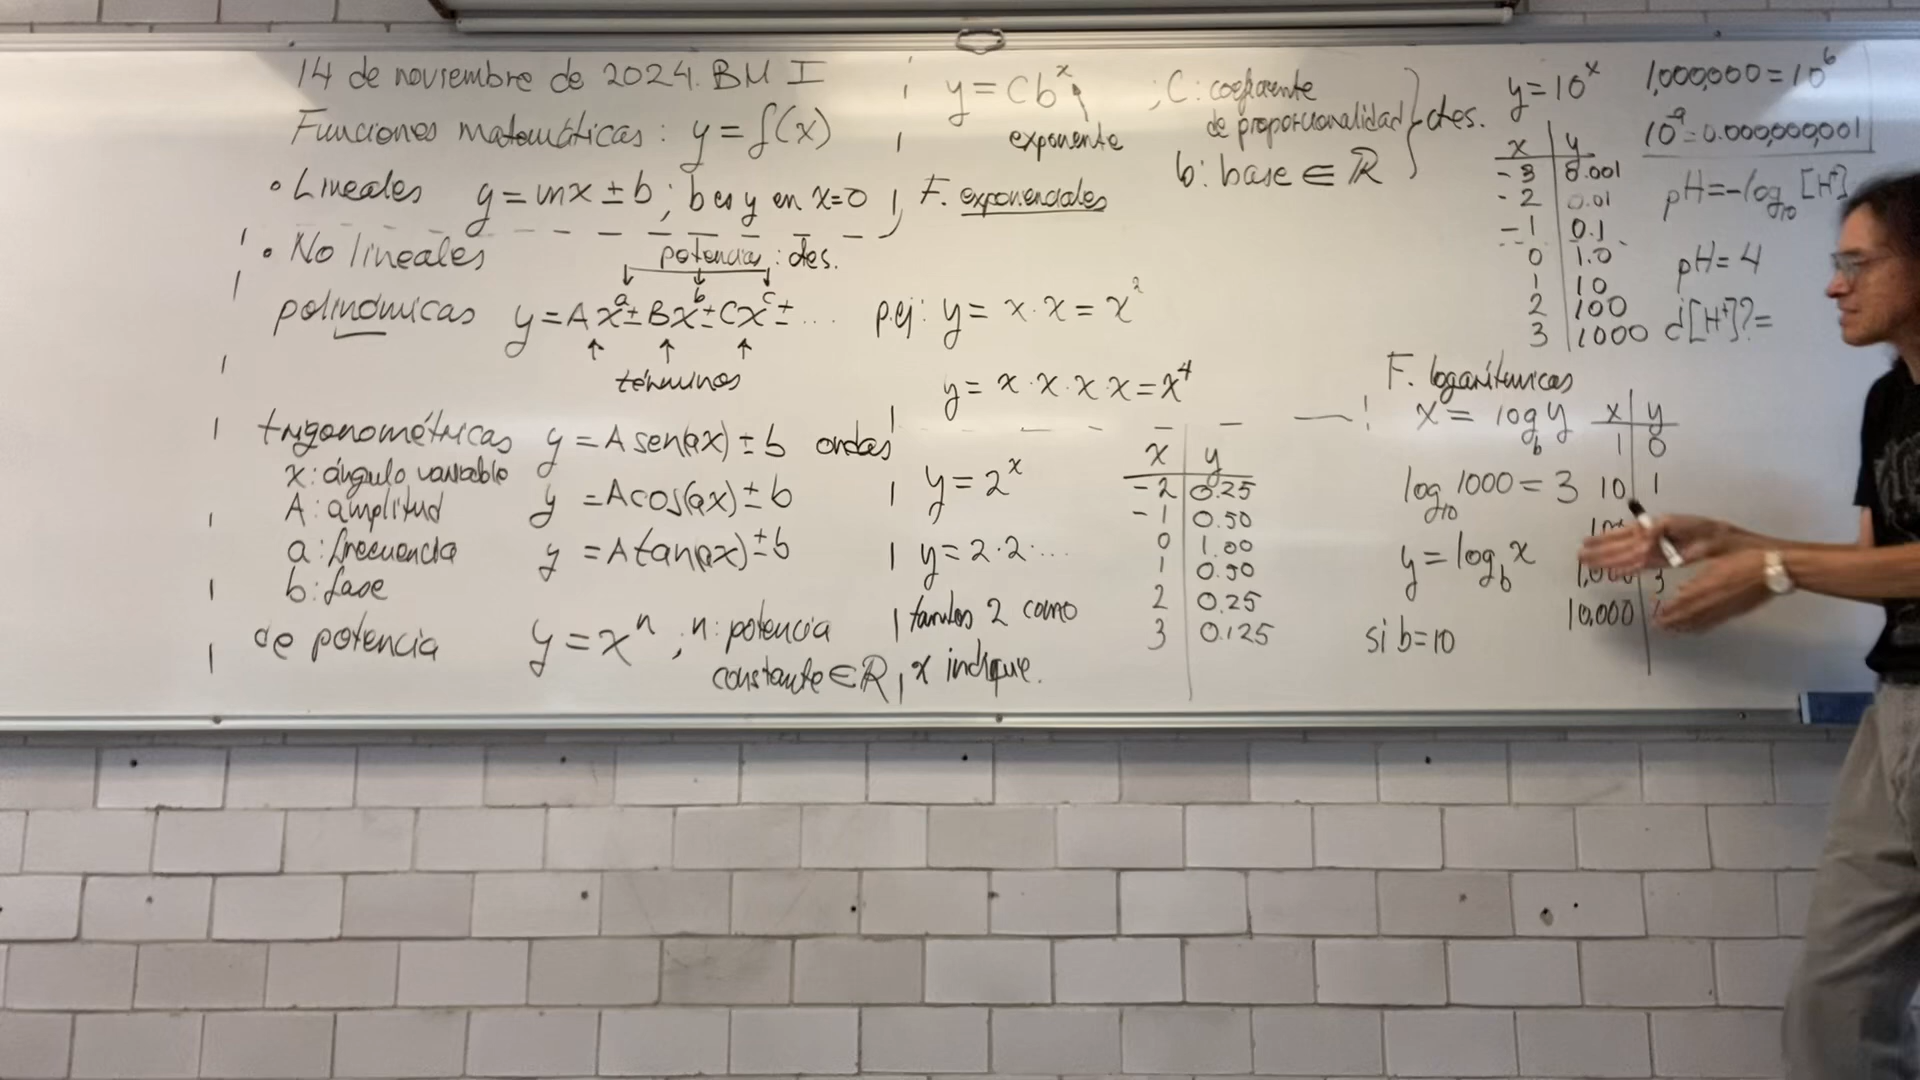 14 de noviembre de 2024. BM I
Funciones matemáticas: y = f(x)
• Lineales y = mx ± b ; b es y en x=0
• No lineales
potencias : ctes.
polinómicas y = Ax^a ± Bx^b ± Cx^c ± ...
términos
trigonométricas y = A sen(ax) ± b ondas
x: ángulo variable
y = A cos(ax) ± b
A: amplitud
a: frecuencia
y = A tan(ax) ± b
b: fase
de potencia y = x^n ; n: potencia
constante ∈ R
y = Cb^x
exponente
; C: coeficiente
de proporcionalidad
b: base ∈ R
} ctes.
F. exponenciales
p.ej: y = x · x = x^2
y = x · x · x · x = x^4
y = 2^x
y = 2·2·...
tantos 2 como
x indique.
x | y
-2 | 0.25
-1 | 0.50
0 | 1.00
1 | 0.50
2 | 0.25
3 | 0.125
y = 10^x
x | y
-3 | 0.001
-2 | 0.01
-1 | 0.1
0 | 1.0
1 | 10
2 | 100
3 | 1000
1,000,000 = 10^6
10^-9 = 0.000,000,001
pH = -log_10 [H^+]
pH = 4
¿[H^+]? =
F. logarítmicas
x = log_b y
log_10 1000 = 3
y = log_b x
si b=10
x | y
1 | 0
10 | 1
1,000 | 3
10,000